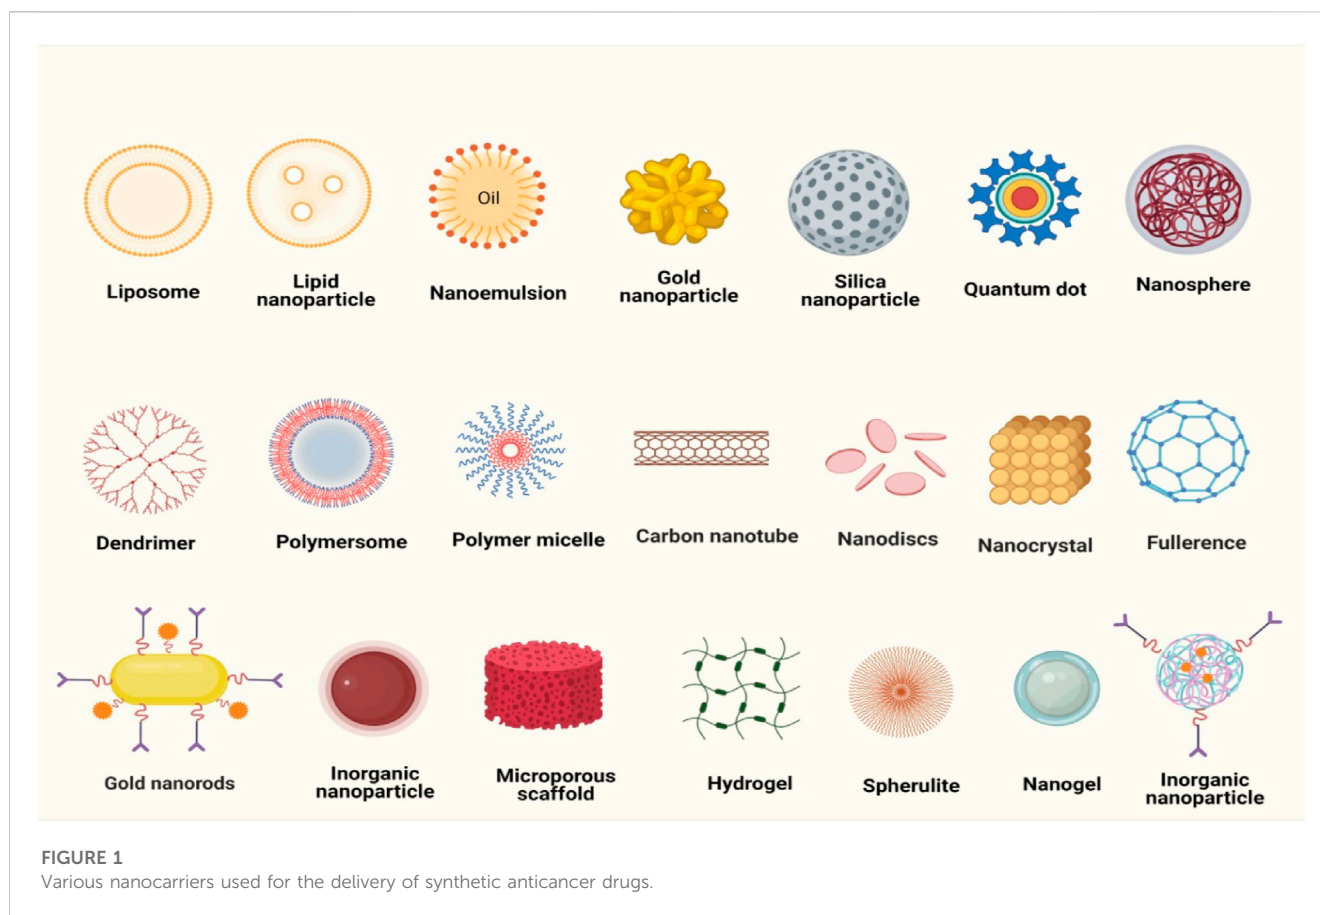 Oil
Liposome
Lipid
nanoparticle
Nanoemulsion
Gold
nanoparticle
Silica
nanoparticle
Quantum dot
Nanosphere
Dendrimer
Polymersome
Polymer micelle
Carbon nanotube
Nanodiscs
Nanocrystal
Fullerence
Gold nanorods
Inorganic
nanoparticle
Microporous
scaffold
Hydrogel
Spherulite
Nanogel
Inorganic
nanoparticle
FIGURE 1
Various nanocarriers used for the delivery of synthetic anticancer drugs.